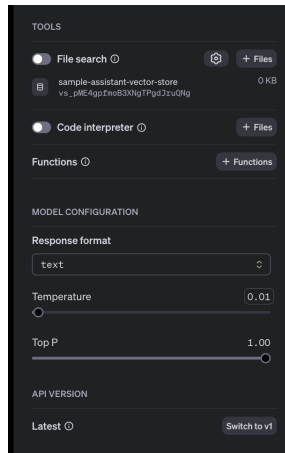 TOOLS
File search
+ Files
sample-assistant-vector-store
0 KB
vs_pME4gpfmoB3XNgTPgdJruQNg
Code interpreter
+ Files
Functions
+ Functions
MODEL CONFIGURATION
Response format
text
Temperature
0.01
Top P
1.00
API VERSION
Latest
Switch to v1